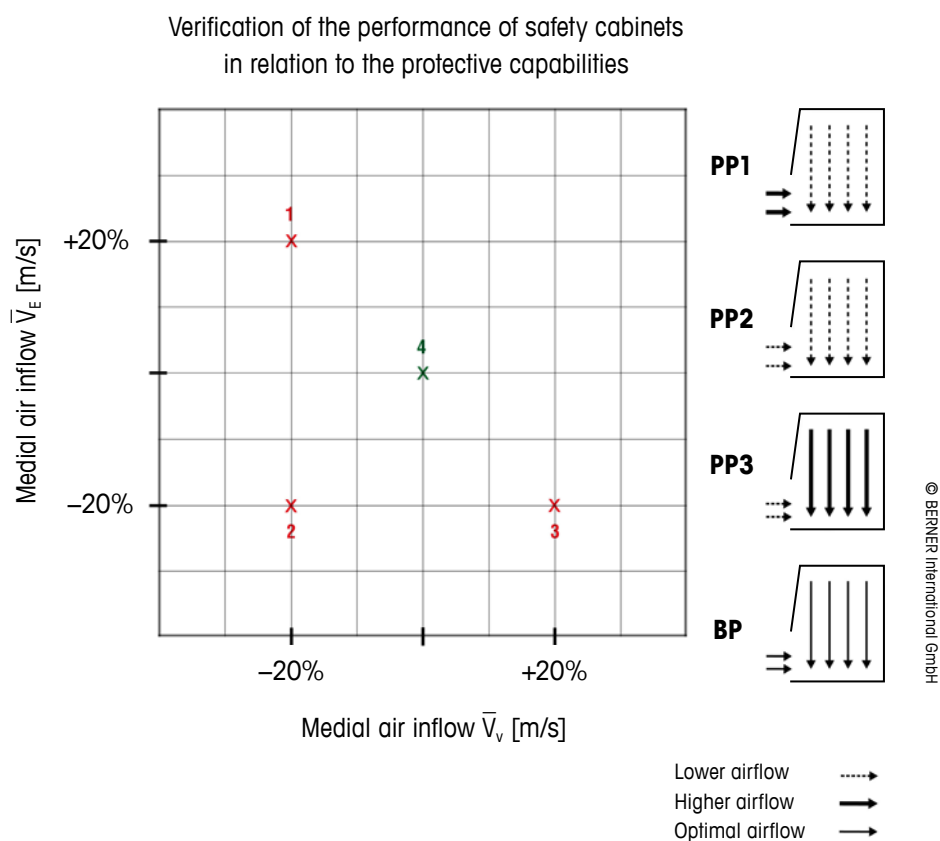 Verification of the performance of safety cabinets
in relation to the protective capabilities
Medial air inflow V̅E [m/s]
+20%
−20%
1
4
2
3
−20%
+20%
Medial air inflow V̅v [m/s]
PP1
PP2
PP3
BP
Lower airflow
Higher airflow
Optimal airflow
© BERNER International GmbH